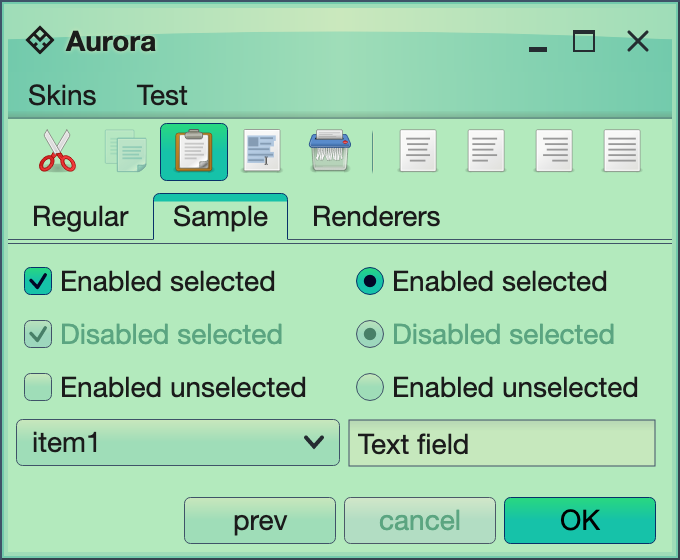 Aurora
Skins Test
Regular Sample Renderers
Enabled selected Enabled selected
Disabled selected Disabled selected
Enabled unselected Enabled unselected
item1 Text field
prev cancel OK